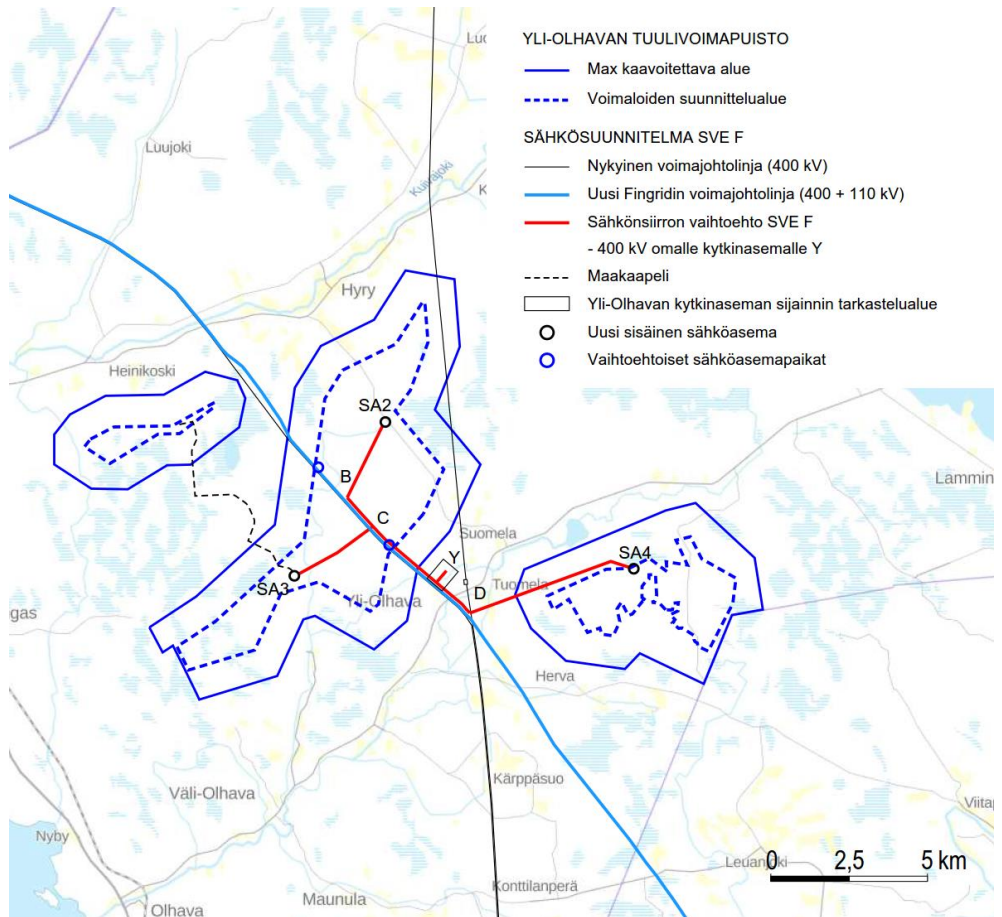 YLI-OLHAVAN TUULIVOIMAPUISTO
Max kaavoitettava alue
Voimaloiden suunnittelualue
SÄHKÖSUUNNITELMA SVE F
Nykyinen voimajohtolinja (400 kV)
Uusi Fingridin voimajohtolinja (400 + 110 kV)
Sähkönsiirron vaihtoehto SVE F
- 400 kV omalle kytkinasemalle Y
Maakaapeli
Yli-Olhavan kytkinaseman sijainnin tarkastelualue
Uusi sisäinen sähköasema
Vaihtoehtoiset sähköasemapaikat
Luujoki
Kuivajoki
Hyry
Heinikoski
SA2
B
C
Suomela
Lammin
Y
SA4
SA3
Tuomela
D
Yli-Olhava
gas
Herva
Kärppäsuo
Väli-Olhava
Viitap
Nyby
Leuanjoki
0 2,5 5 km
Konttilanperä
Maunula
Olhava